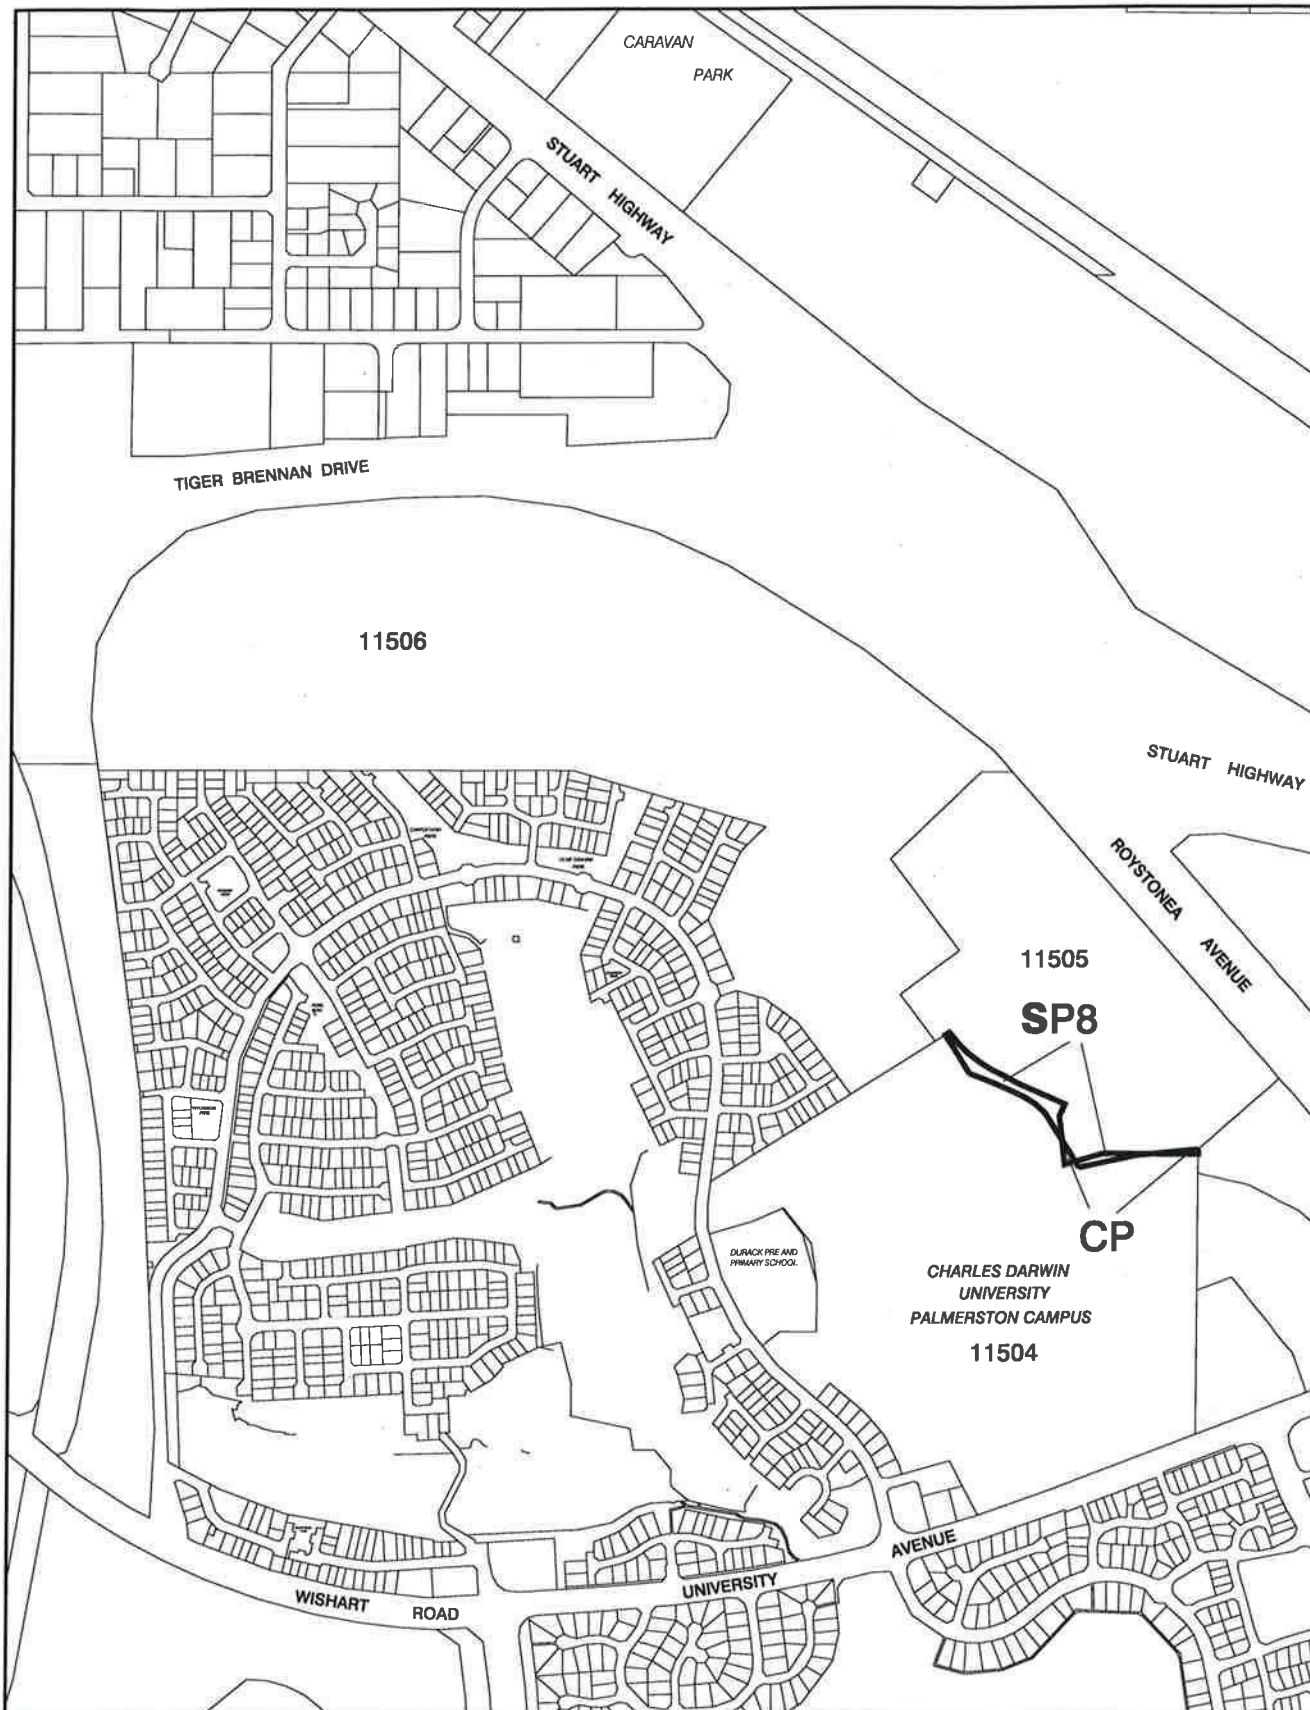 CARAVAN
PARK
STUART HIGHWAY
TIGER BRENNAN DRIVE
11506
STUART HIGHWAY
ROYSTONEA AVENUE
11505
SP8
CP
DURACK PRE AND
PRIMARY SCHOOL
CHARLES DARWIN
UNIVERSITY
PALMERSTON CAMPUS
11504
WISHART ROAD
UNIVERSITY AVENUE